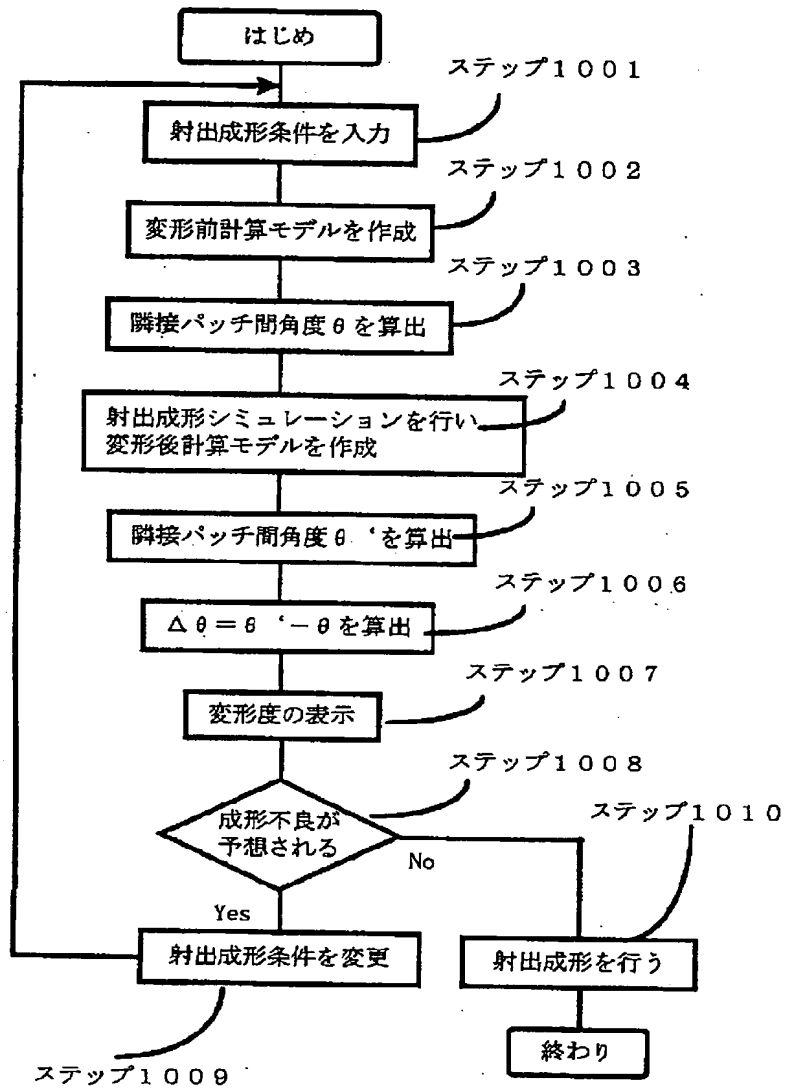 はじめ
ステップ1001
射出成形条件を入力
ステップ1002
変形前計算モデルを作成
ステップ1003
隣接パッチ間角度θを算出
ステップ1004
射出成形シミュレーションを行い
変形後計算モデルを作成
ステップ1005
隣接パッチ間角度θ‘を算出
ステップ1006
Δθ=θ‘-θを算出
ステップ1007
変形度の表示
ステップ1008
成形不良が
予想される
ステップ1010
No
Yes
射出成形条件を変更
射出成形を行う
終わり
ステップ1009